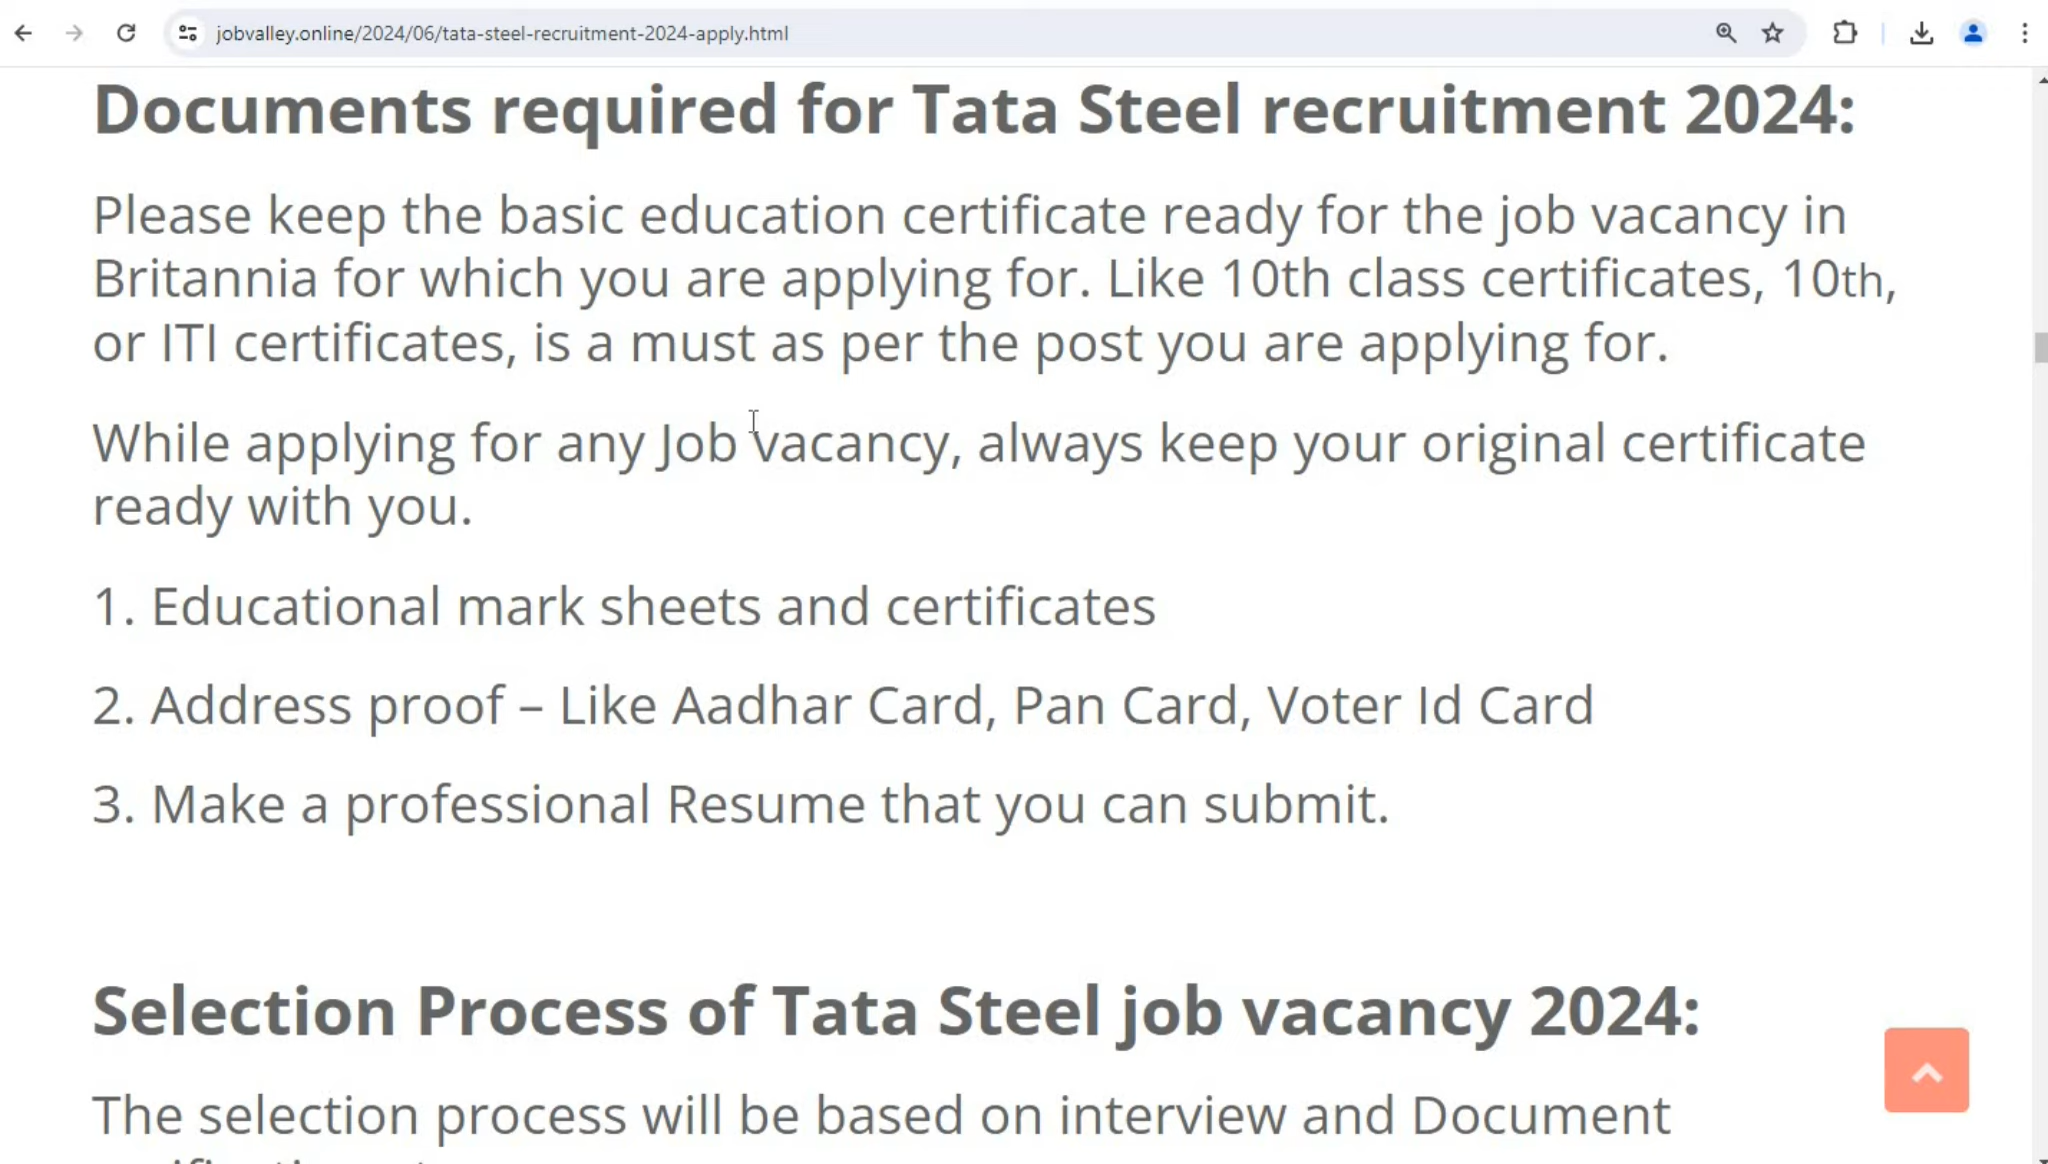 jobvalley.online/2024/06/tata-steel-recruitment-2024-apply.html
Documents required for Tata Steel recruitment 2024:
Please keep the basic education certificate ready for the job vacancy in
Britannia for which you are applying for. Like 10th class certificates, 10th,
or ITI certificates, is a must as per the post you are applying for.
While applying for any Job vacancy, always keep your original certificate
ready with you.
1. Educational mark sheets and certificates
2. Address proof – Like Aadhar Card, Pan Card, Voter Id Card
3. Make a professional Resume that you can submit.
Selection Process of Tata Steel job vacancy 2024:
The selection process will be based on interview and Document